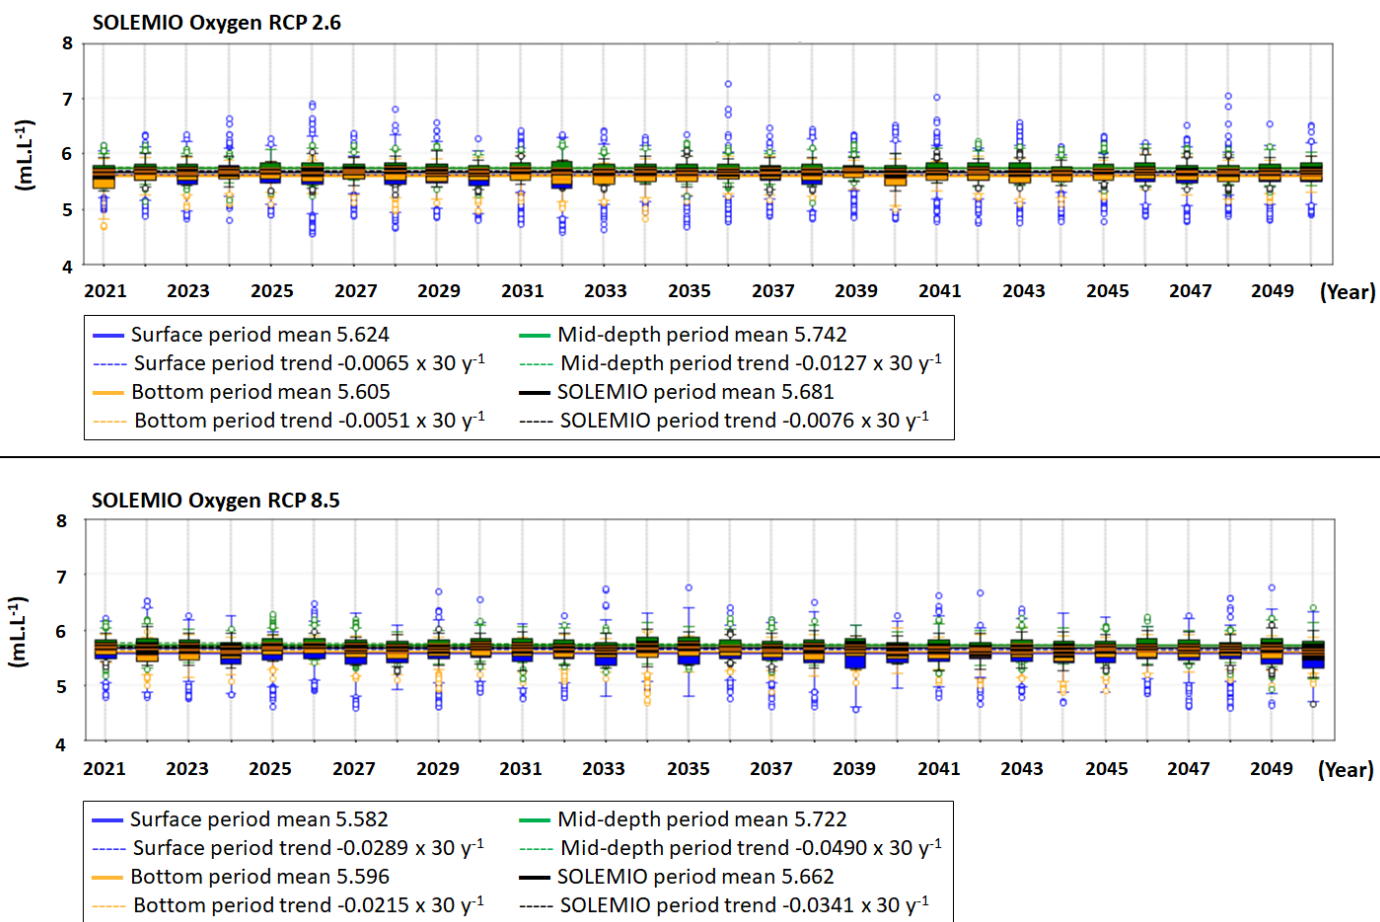 SOLEMIO Oxygen RCP 2.6
8
7
6
5
4
(mL.L-1)
2021 2023 2025 2027 2029 2031 2033 2035 2037 2039 2041 2043 2045 2047 2049 (Year)
Surface period mean 5.624 Mid-depth period mean 5.742
Surface period trend -0.0065 x 30 y-1 Mid-depth period trend -0.0127 x 30 y-1
Bottom period mean 5.605 SOLEMIO period mean 5.681
Bottom period trend -0.0051 x 30 y-1 SOLEMIO period trend -0.0076 x 30 y-1
SOLEMIO Oxygen RCP 8.5
8
7
6
5
4
(mL.L-1)
2021 2023 2025 2027 2029 2031 2033 2035 2037 2039 2041 2043 2045 2047 2049 (Year)
Surface period mean 5.582 Mid-depth period mean 5.722
Surface period trend -0.0289 x 30 y-1 Mid-depth period trend -0.0490 x 30 y-1
Bottom period mean 5.596 SOLEMIO period mean 5.662
Bottom period trend -0.0215 x 30 y-1 SOLEMIO period trend -0.0341 x 30 y-1